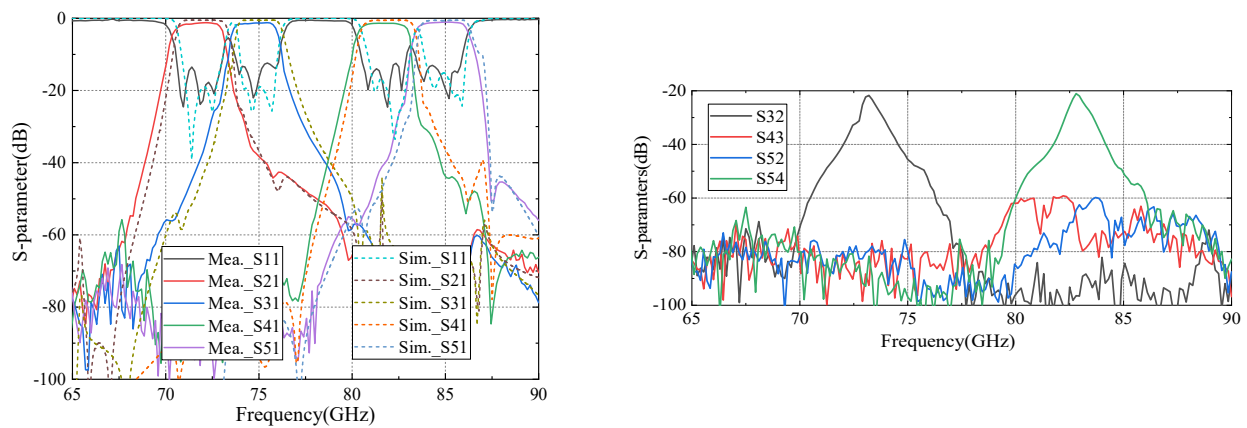 0
-20
-40
-60
-80
-100
S-parameter(dB)
Mea._S11
Mea._S21
Mea._S31
Mea._S41
Mea._S51
Sim._S11
Sim._S21
Sim._S31
Sim._S41
Sim._S51
65 70 75 80 85 90
Frequency(GHz)
-20
-40
-60
-80
-100
S-paramters(dB)
S32
S43
S52
S54
65 70 75 80 85 90
Frequency(GHz)